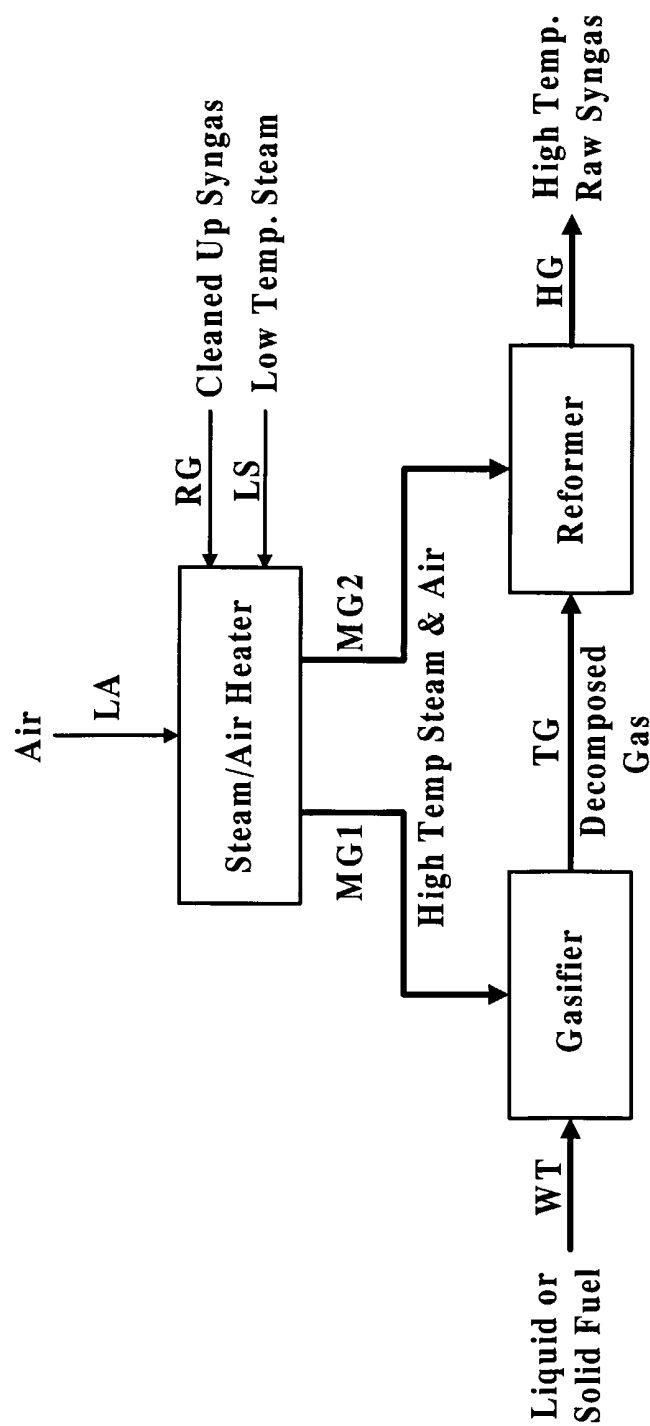 Air
LA
RG
Cleaned Up Syngas
LS
Low Temp. Steam
Steam/Air Heater
MG1
MG2
High Temp Steam & Air
Liquid or
Solid Fuel
WT
Gasifier
TG
Decomposed
Gas
Reformer
HG
High Temp.
Raw Syngas